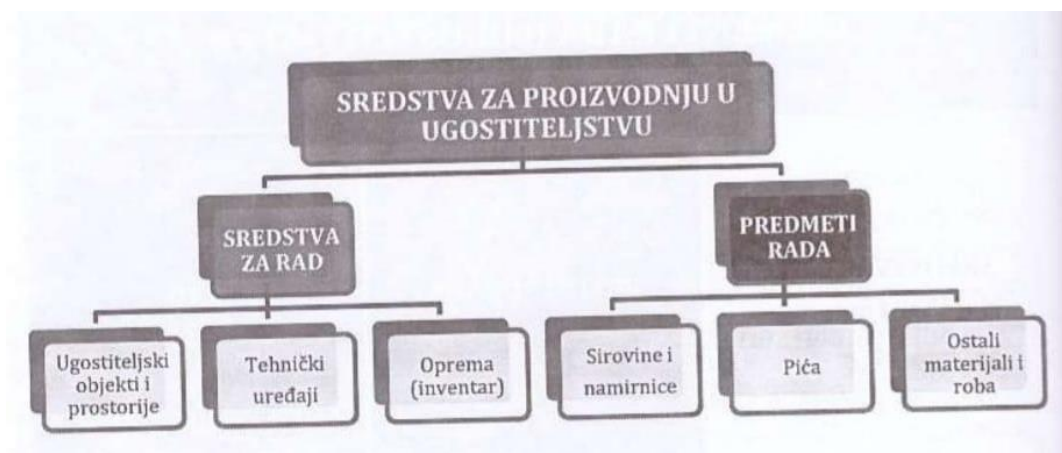 SREDSTVA ZA PROIZVODNJU U
UGOSTITELJSTVU
SREDSTVA
ZA RAD
PREDMETI
RADA
Ugostiteljski
objekti i
prostorije
Tehnički
uređaji
Oprema
(inventar)
Sirovine i
namirnice
Pića
Ostali
materijali i
roba